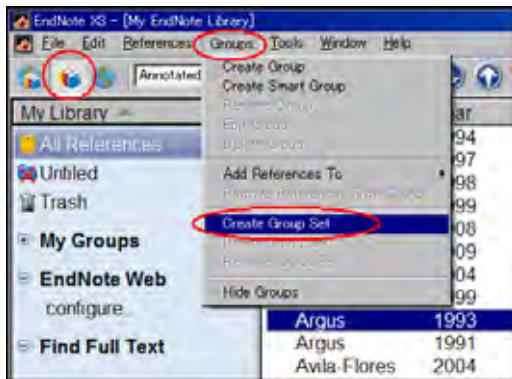 EndNote X3 - [My EndNote Library]
File Edit References Groups Tools Window Help
Annotated
Create Group
Create Smart Group
Add References To
Create Group Set
Hide Groups
My Library
All References
Unfiled
Trash
My Groups
EndNote Web
configure...
Find Full Text
ar
94
97
98
99
08
09
04
99
Argus 1993
Argus 1991
Avila-Flores 2004